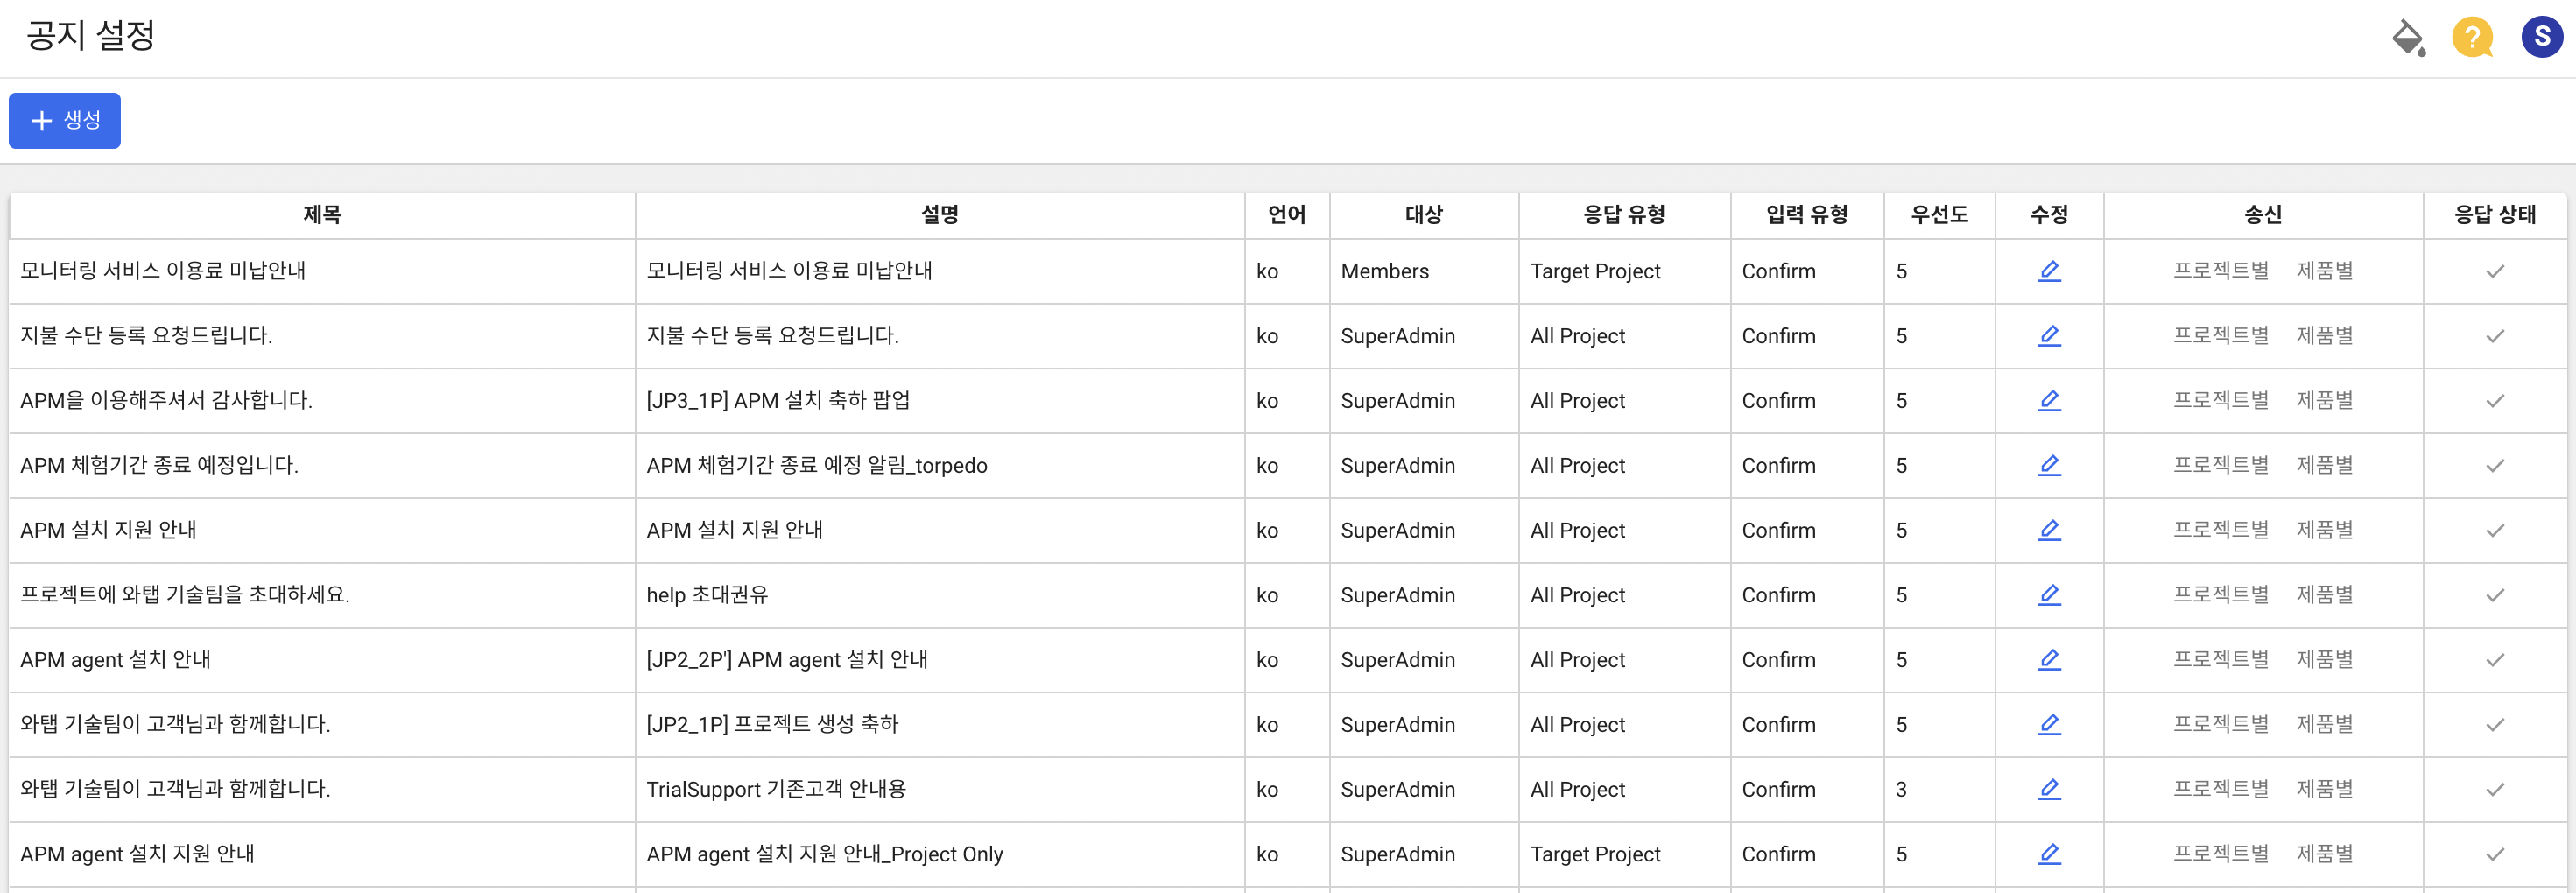 공지 설정
?
S
생성
제목 설명 언어 대상 응답 유형 입력 유형 우선도 수정 송신 응답 상태
모니터링 서비스 이용료 미납안내 모니터링 서비스 이용료 미납안내 ko Members Target Project Confirm 5 프로젝트별 제품별
지불 수단 등록 요청드립니다. 지불 수단 등록 요청드립니다. ko SuperAdmin All Project Confirm 5 프로젝트별 제품별
APM을 이용해주셔서 감사합니다. [JP3_1P] APM 설치 축하 팝업 ko SuperAdmin All Project Confirm 5 프로젝트별 제품별
APM 체험기간 종료 예정입니다. APM 체험기간 종료 예정 알림_torpedo ko SuperAdmin All Project Confirm 5 프로젝트별 제품별
APM 설치 지원 안내 APM 설치 지원 안내 ko SuperAdmin All Project Confirm 5 프로젝트별 제품별
프로젝트에 와탭 기술팀을 초대하세요. help 초대권유 ko SuperAdmin All Project Confirm 5 프로젝트별 제품별
APM agent 설치 안내 [JP2_2P'] APM agent 설치 안내 ko SuperAdmin All Project Confirm 5 프로젝트별 제품별
와탭 기술팀이 고객님과 함께합니다. [JP2_1P] 프로젝트 생성 축하 ko SuperAdmin All Project Confirm 5 프로젝트별 제품별
와탭 기술팀이 고객님과 함께합니다. TrialSupport 기존고객 안내용 ko SuperAdmin All Project Confirm 3 프로젝트별 제품별
APM agent 설치 지원 안내 APM agent 설치 지원 안내_Project Only ko SuperAdmin Target Project Confirm 5 프로젝트별 제품별